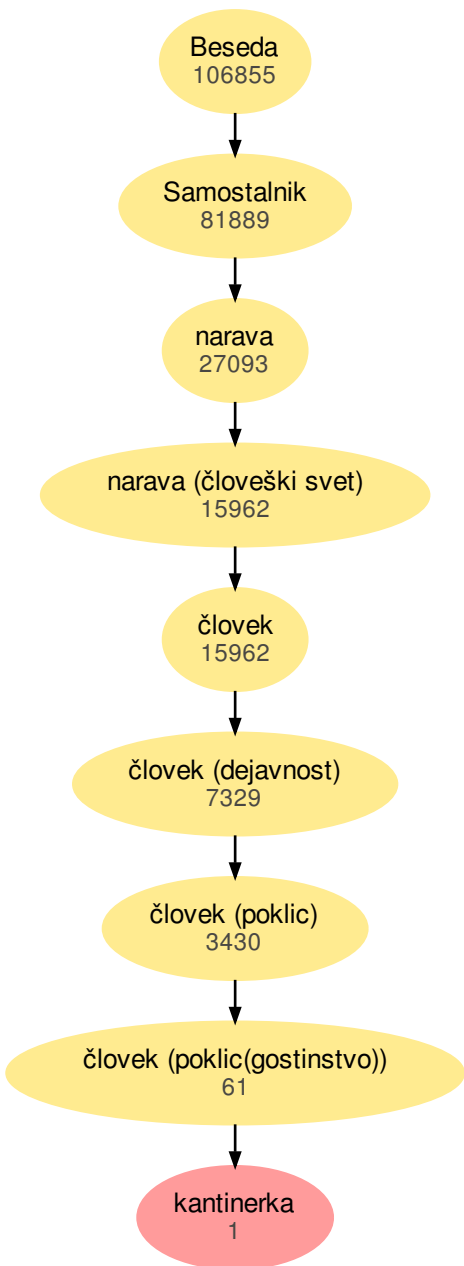 Beseda
106855
Samostalnik
81889
narava
27093
narava (človeški svet)
15962
človek
15962
človek (dejavnost)
7329
človek (poklic)
3430
človek (poklic(gostinstvo))
61
kantinerka
1